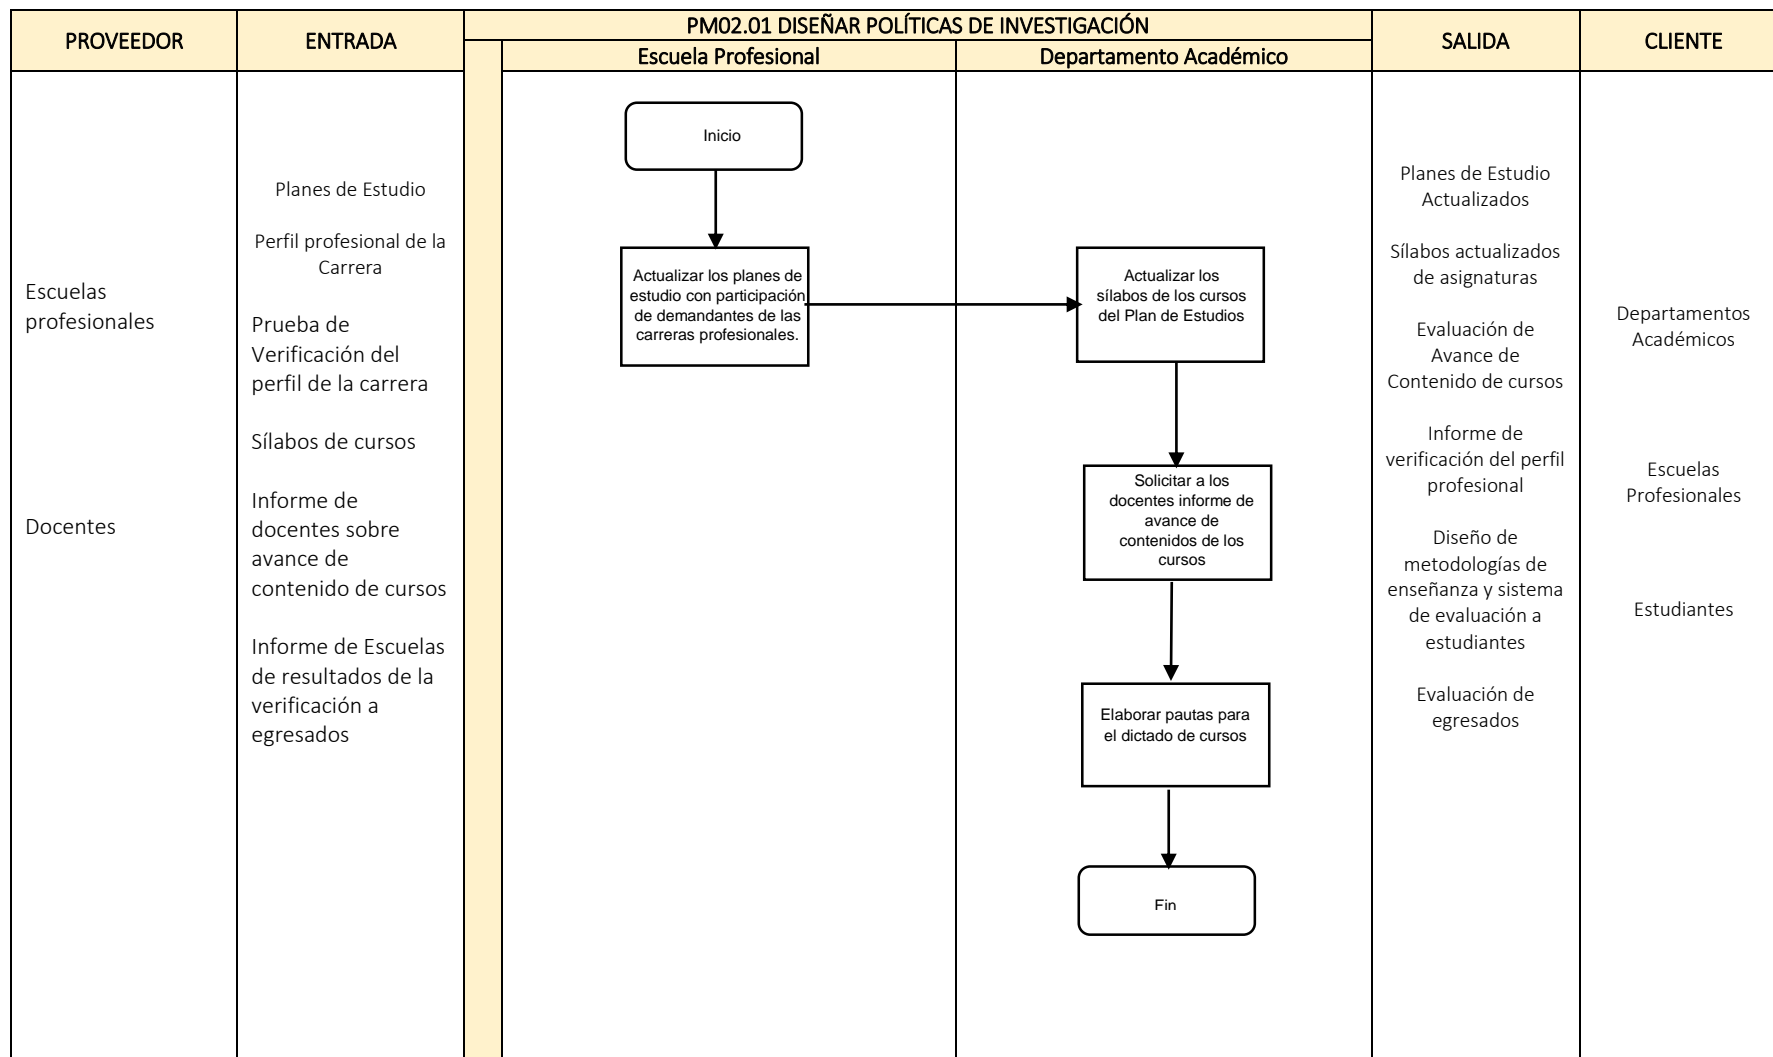 PROVEEDOR
ENTRADA
PM02.01 DISEÑAR POLÍTICAS DE INVESTIGACIÓN
Escuela Profesional
Departamento Académico
SALIDA
CLIENTE
Escuelas
profesionales
Docentes
Planes de Estudio
Perfil profesional de la
Carrera
Prueba de
Verificación del
perfil de la carrera
Sílabos de cursos
Informe de
docentes sobre
avance de
contenido de cursos
Informe de Escuelas
de resultados de la
verificación a
egresados
Inicio
Actualizar los planes de
estudio con participación
de demandantes de las
carreras profesionales.
Actualizar los
sílabos de los cursos
del Plan de Estudios
Solicitar a los
docentes informe de
avance de
contenidos de los
cursos
Elaborar pautas para
el dictado de cursos
Fin
Planes de Estudio
Actualizados
Sílabos actualizados
de asignaturas
Evaluación de
Avance de
Contenido de cursos
Informe de
verificación del perfil
profesional
Diseño de
metodologías de
enseñanza y sistema
de evaluación a
estudiantes
Evaluación de
egresados
Departamentos
Académicos
Escuelas
Profesionales
Estudiantes